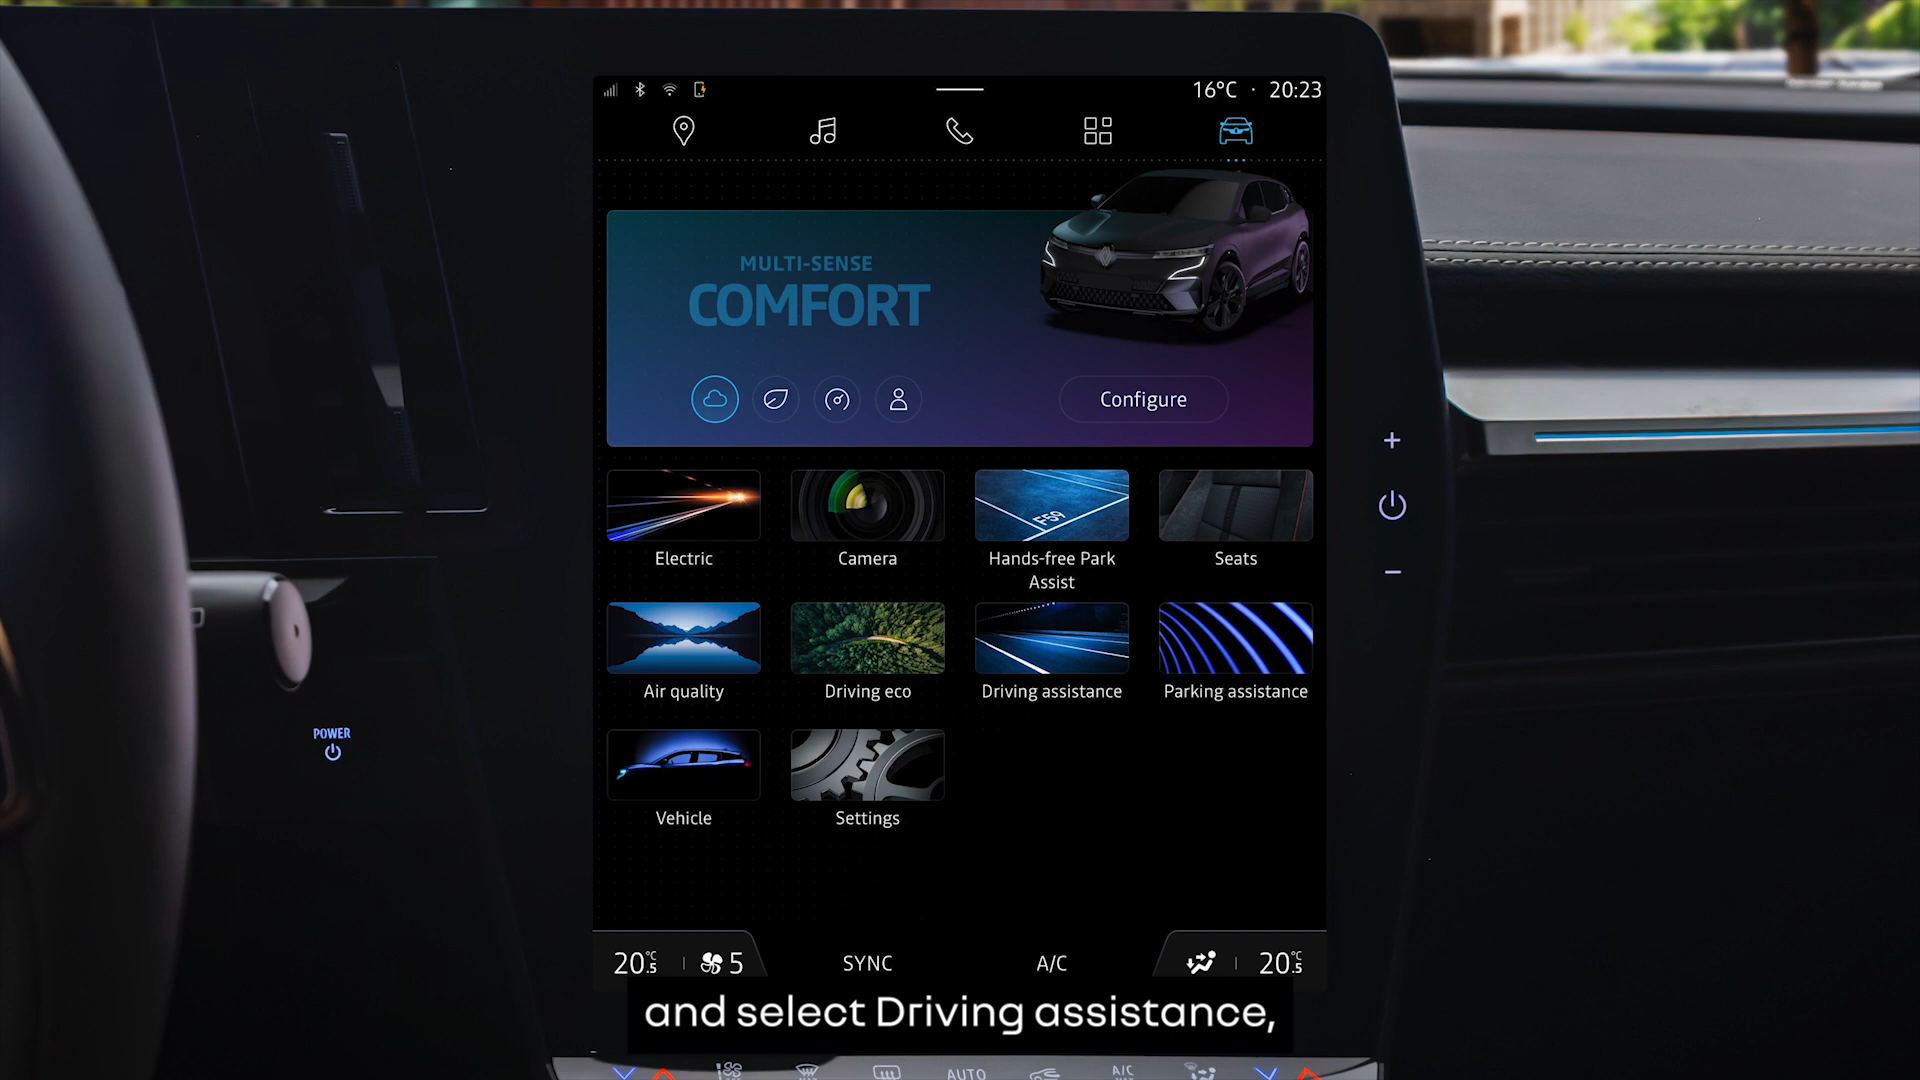 16°C · 20:23
MULTI-SENSE
COMFORT
Configure
F59
Electric
Camera
Hands-free Park
Assist
Seats
Air quality
Driving eco
Driving assistance
Parking assistance
POWER
Vehicle
Settings
20.5°C
5
SYNC
A/C
20.5°C
and select Driving assistance,
AUTO
A/C